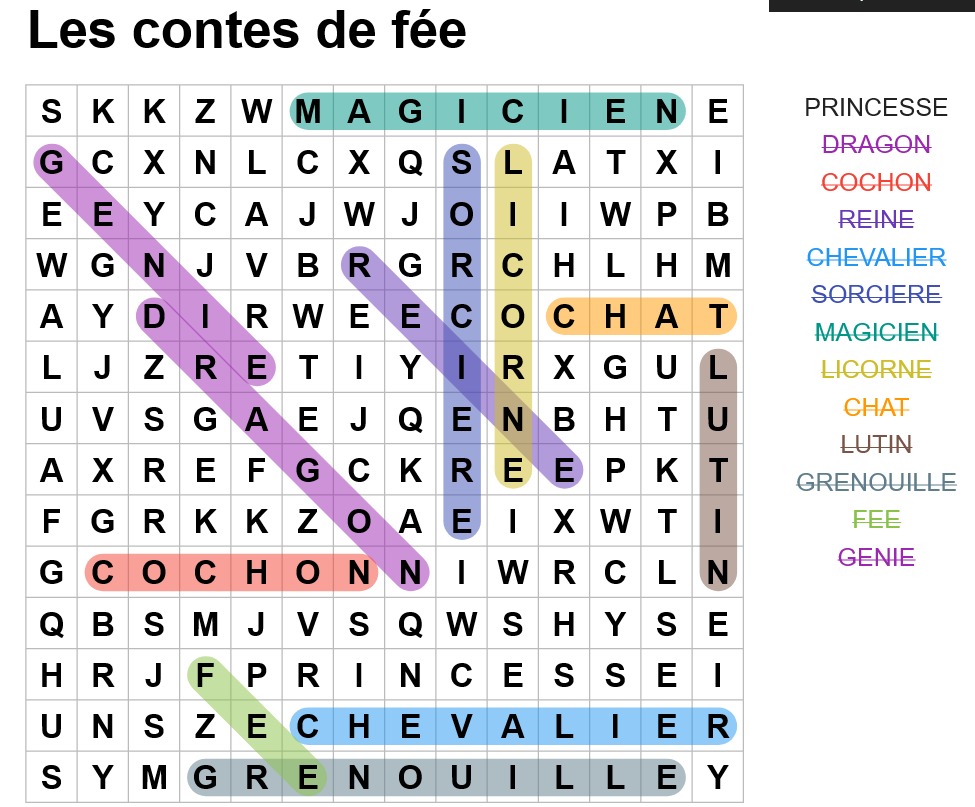 Les contes de fée
S K K Z W M A G I C I E N E
G C X N L C X Q S L A T X I
E E Y C A J W J O I I W P B
W G N J V B R G R C H L H M
A Y D I R W E E C O C H A T
L J Z R E T I Y I R X G U L
U V S G A E J Q E N B H T U
A X R E F G C K R E E P K T
F G R K K Z O A E I X W T I
G C O C H O N N I W R C L N
Q B S M J V S Q W S H Y S E
H R J F P R I N C E S S E I
U N S Z E C H E V A L I E R
S Y M G R E N O U I L L E Y
PRINCESSE
DRAGON
COCHON
REINE
CHEVALIER
SORCIERE
MAGICIEN
LICORNE
CHAT
LUTIN
GRENOUILLE
FEE
GENIE